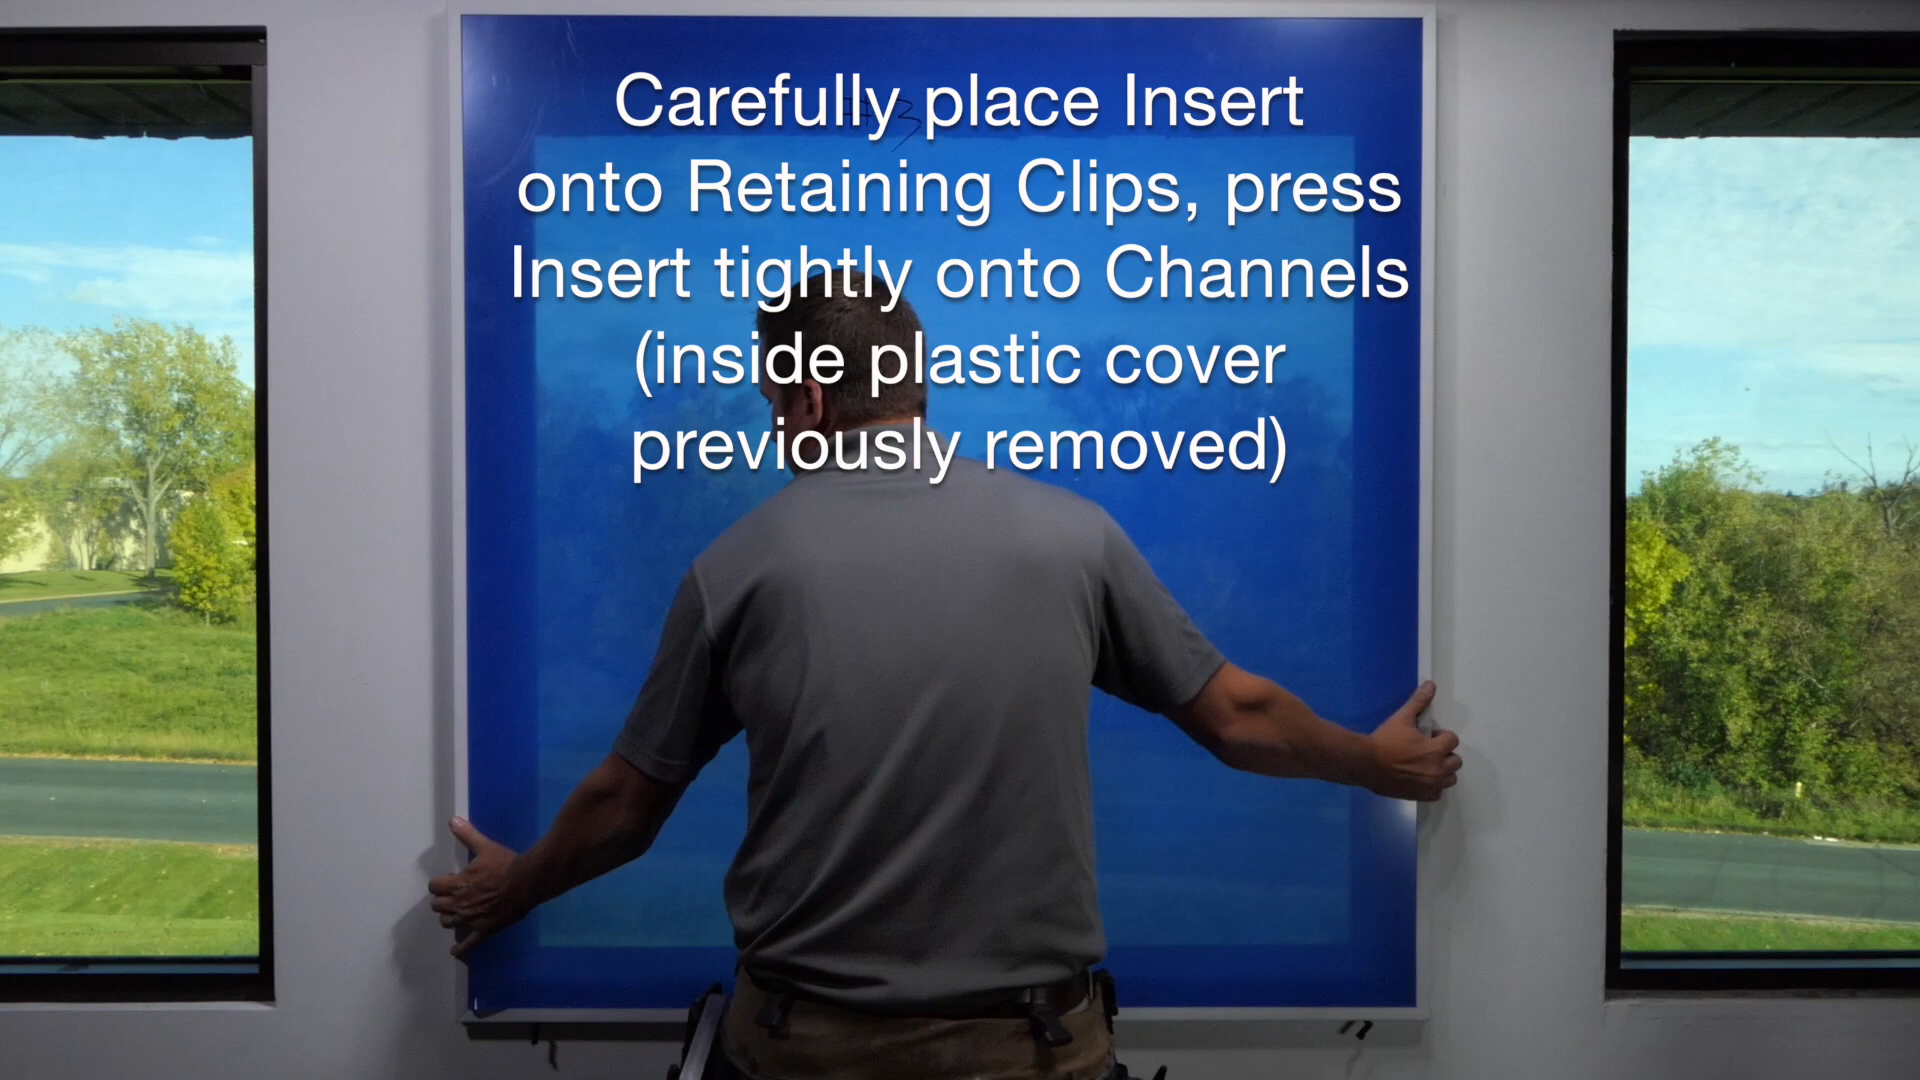 Carefully place Insert
onto Retaining Clips, press
Insert tightly onto Channels
(inside plastic cover
previously removed)